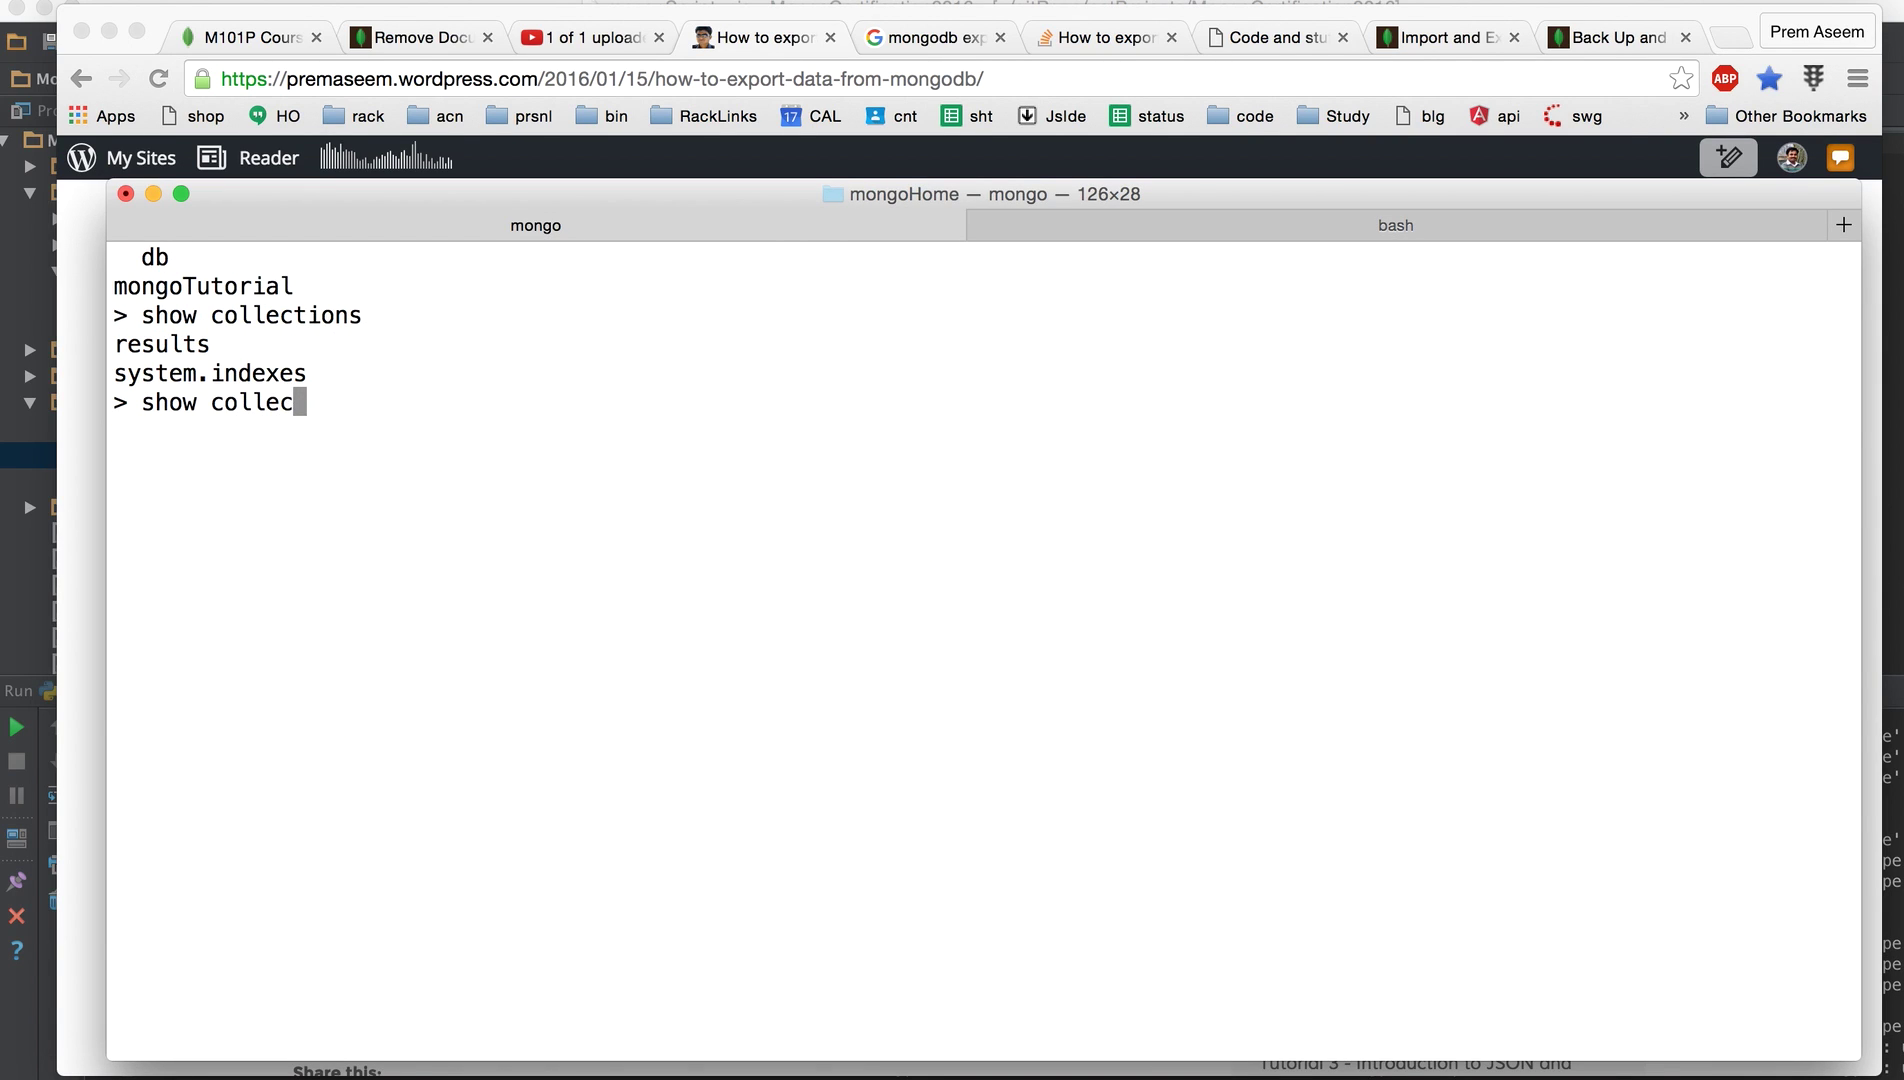 M101P Cours
Remove Docu
1 of 1 upload
How to expor
mongodb exp
How to expor
Code and stu
Import and Ex
Back Up and
Prem Aseem
https://premaseem.wordpress.com/2016/01/15/how-to-export-data-from-mongodb/
ABP
Apps
shop
HO
rack
acn
prsnl
bin
RackLinks
17 CAL
cnt
sht
JsIde
status
code
Study
blg
api
swg
» Other Bookmarks
My Sites
Reader
mongoHome — mongo — 126×28
mongo
bash
db
mongoTutorial
> show collections
results
system.indexes
> show collec
Run
Share this:
Tutorial 3 - Introduction to JSON and